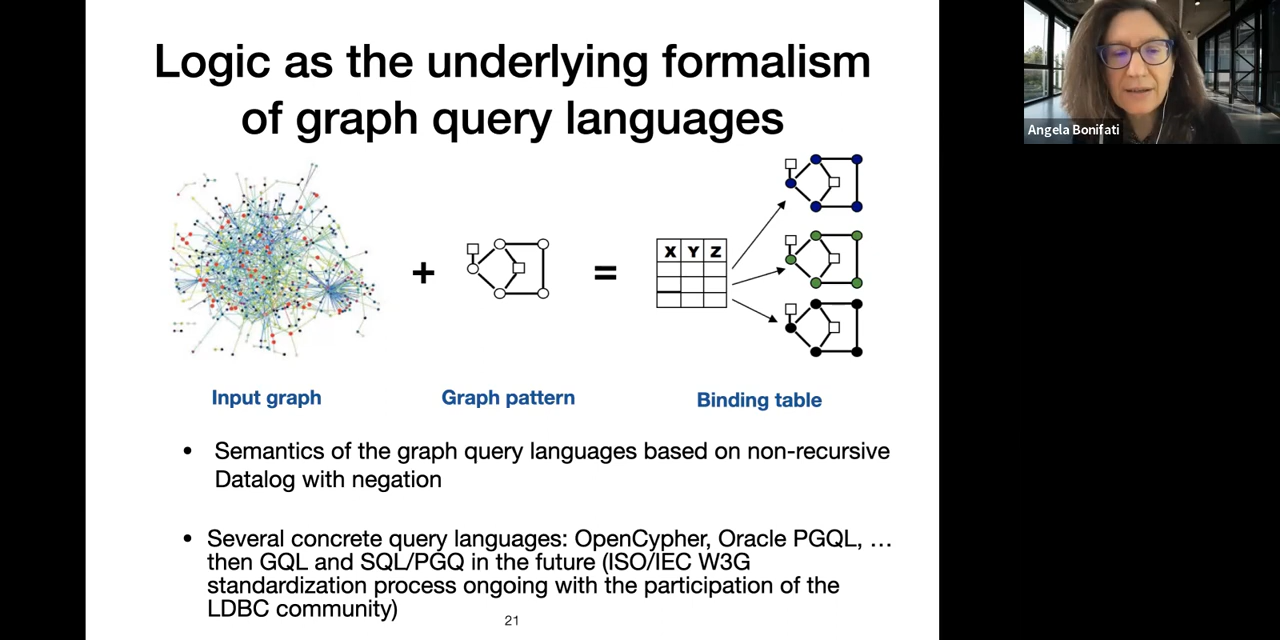 Logic as the underlying formalism
of graph query languages
Angela Bonifati
+
=
X Y Z
Input graph
Graph pattern
Binding table
• Semantics of the graph query languages based on non-recursive
Datalog with negation
• Several concrete query languages: OpenCypher, Oracle PGQL, …
then GQL and SQL/PGQ in the future (ISO/IEC W3G
standardization process ongoing with the participation of the
LDBC community)
21